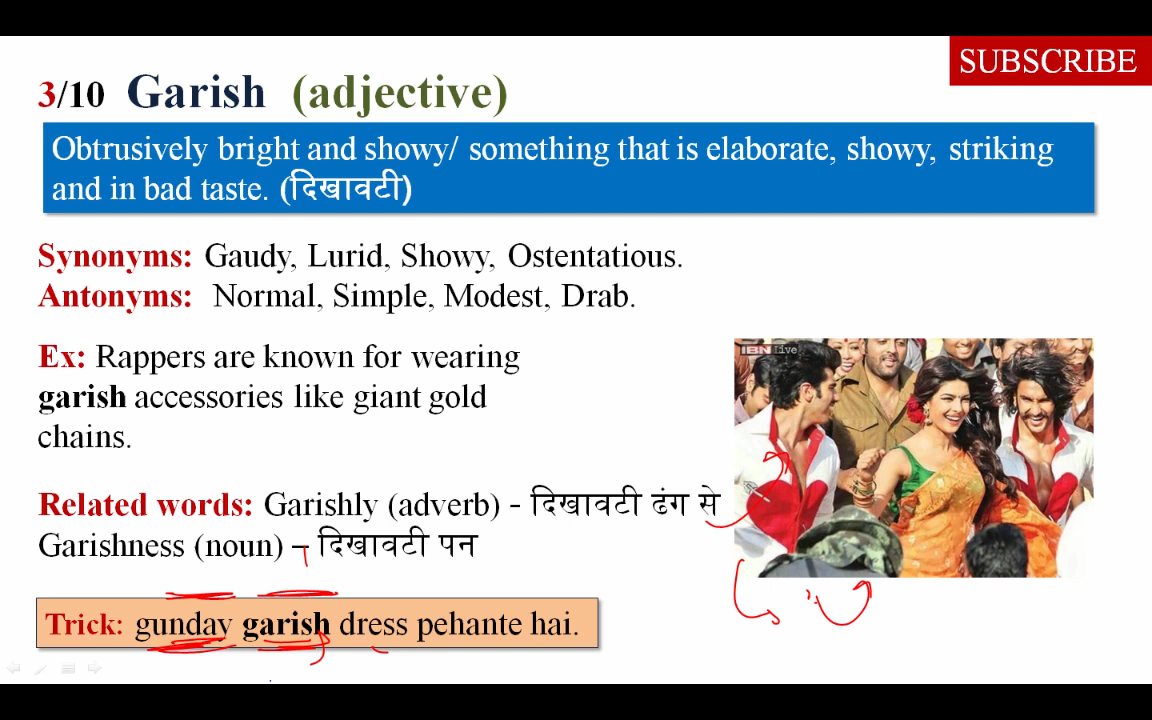 SUBSCRIBE
3/10 Garish (adjective)
Obtrusively bright and showy/ something that is elaborate, showy, striking
and in bad taste. (दिखावटी)
Synonyms: Gaudy, Lurid, Showy, Ostentatious.
Antonyms: Normal, Simple, Modest, Drab.
Ex: Rappers are known for wearing
garish accessories like giant gold
chains.
IBN live
Related words: Garishly (adverb) - दिखावटी ढंग से
Garishness (noun) – दिखावटी पन
Trick: gunday garish dress pehante hai.